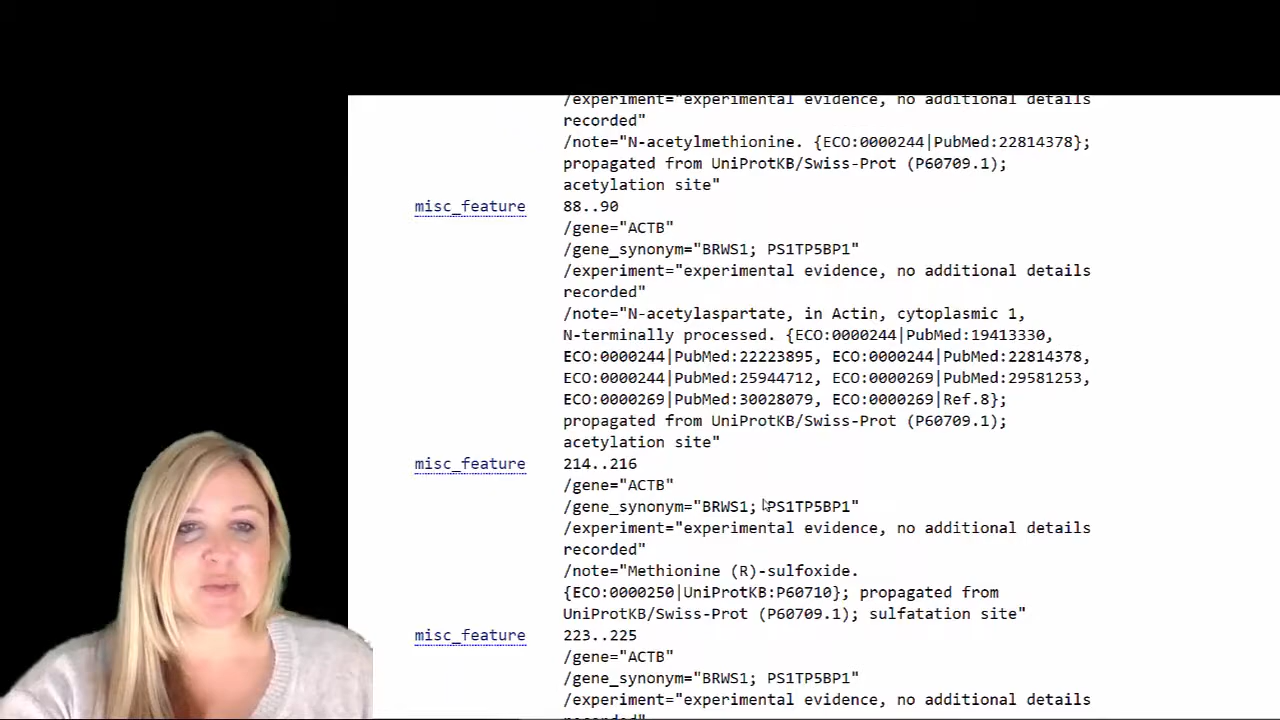 /experiment="experimental evidence, no additional details
recorded"
/note="N-acetylmethionine. {ECO:0000244|PubMed:22814378};
propagated from UniProtKB/Swiss-Prot (P60709.1);
acetylation site"
misc_feature 88..90
/gene="ACTB"
/gene_synonym="BRWS1; PS1TP5BP1"
/experiment="experimental evidence, no additional details
recorded"
/note="N-acetylaspartate, in Actin, cytoplasmic 1,
N-terminally processed. {ECO:0000244|PubMed:19413330,
ECO:0000244|PubMed:22223895, ECO:0000244|PubMed:22814378,
ECO:0000244|PubMed:25944712, ECO:0000269|PubMed:29581253,
ECO:0000269|PubMed:30028079, ECO:0000269|Ref.8};
propagated from UniProtKB/Swiss-Prot (P60709.1);
acetylation site"
misc_feature 214..216
/gene="ACTB"
/gene_synonym="BRWS1; PS1TP5BP1"
/experiment="experimental evidence, no additional details
recorded"
/note="Methionine (R)-sulfoxide.
{ECO:0000250|UniProtKB:P60710}; propagated from
UniProtKB/Swiss-Prot (P60709.1); sulfatation site"
misc_feature 223..225
/gene="ACTB"
/gene_synonym="BRWS1; PS1TP5BP1"
/experiment="experimental evidence, no additional details